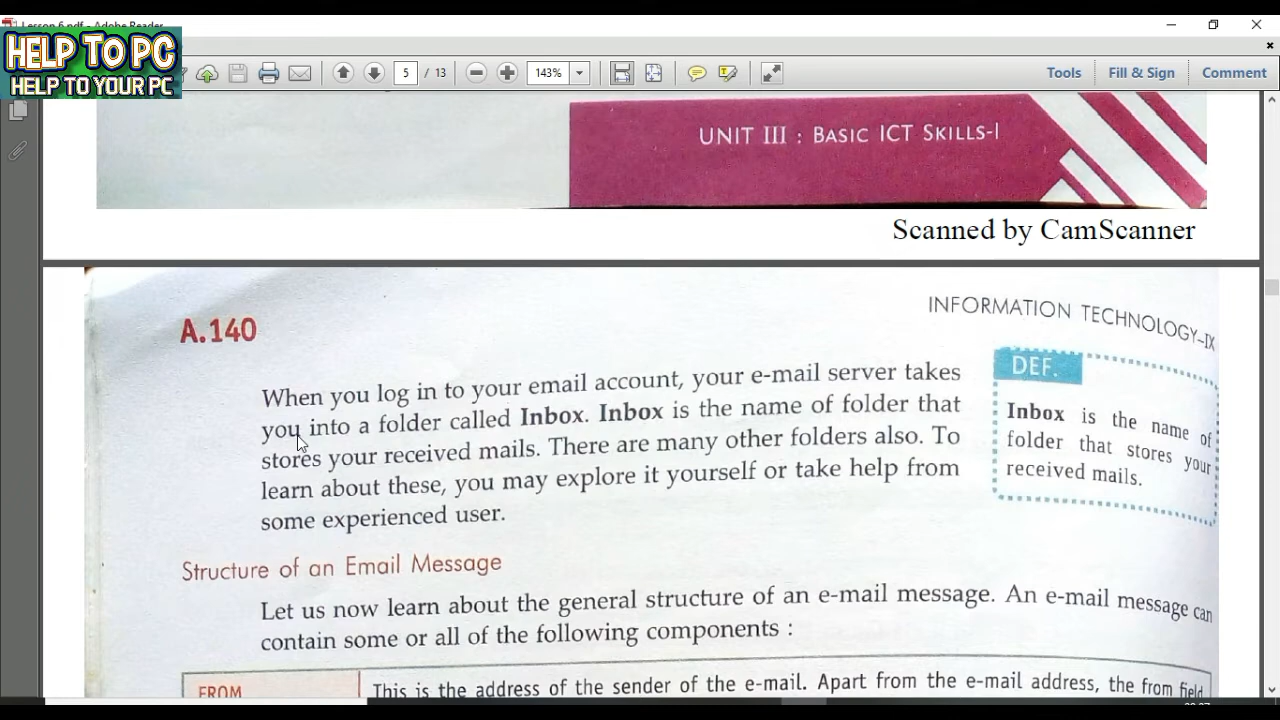 Lesson 6.pdf - Adobe Reader
HELP TO PC
HELP TO YOUR PC
5 / 13
143%
Tools
Fill & Sign
Comment
UNIT III : BASIC ICT SKILLS-I
Scanned by CamScanner
A.140
INFORMATION TECHNOLOGY-IX
When you log in to your email account, your e-mail server takes
you into a folder called Inbox. Inbox is the name of folder that
stores your received mails. There are many other folders also. To
learn about these, you may explore it yourself or take help from
some experienced user.
DEF.
Inbox is the name of
folder that stores your
received mails.
Structure of an Email Message
Let us now learn about the general structure of an e-mail message. An e-mail message can
contain some or all of the following components :
FROM
This is the address of the sender of the e-mail. Apart from the e-mail address, the from field